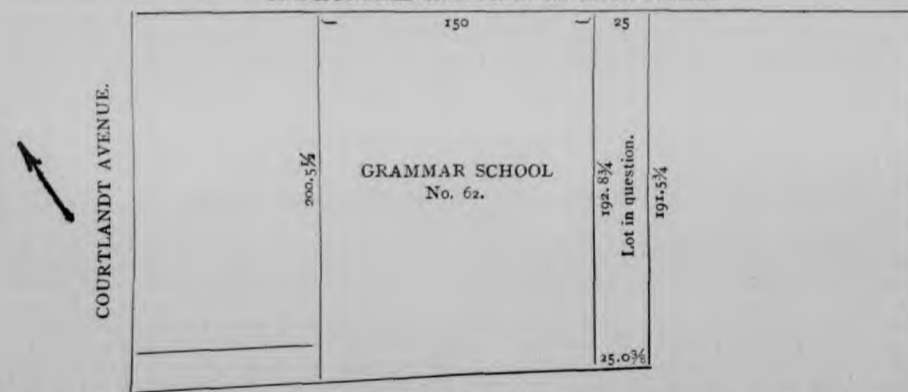 150
25
COURTLANDT AVENUE.
200.5½
GRAMMAR SCHOOL
No. 62.
192.8¾
Lot in question.
191.5¾
25.0⅜